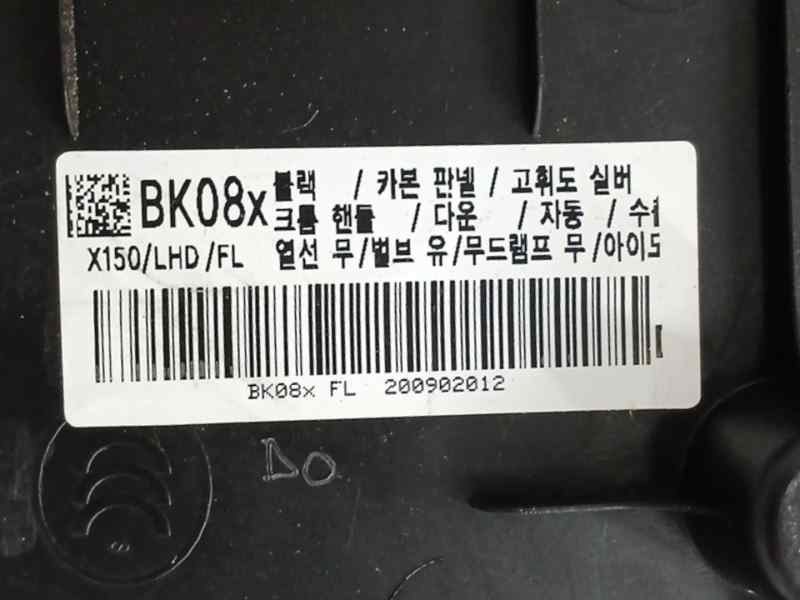 BK08x
블랙 / 카본 판넬 / 고휘도 실버
크롬 핸들 / 다운 / 자동 /
X150/LHD/FL
열선 무/벌브 유/무드램프 무/아이도
BK08x FL 200902012
DO